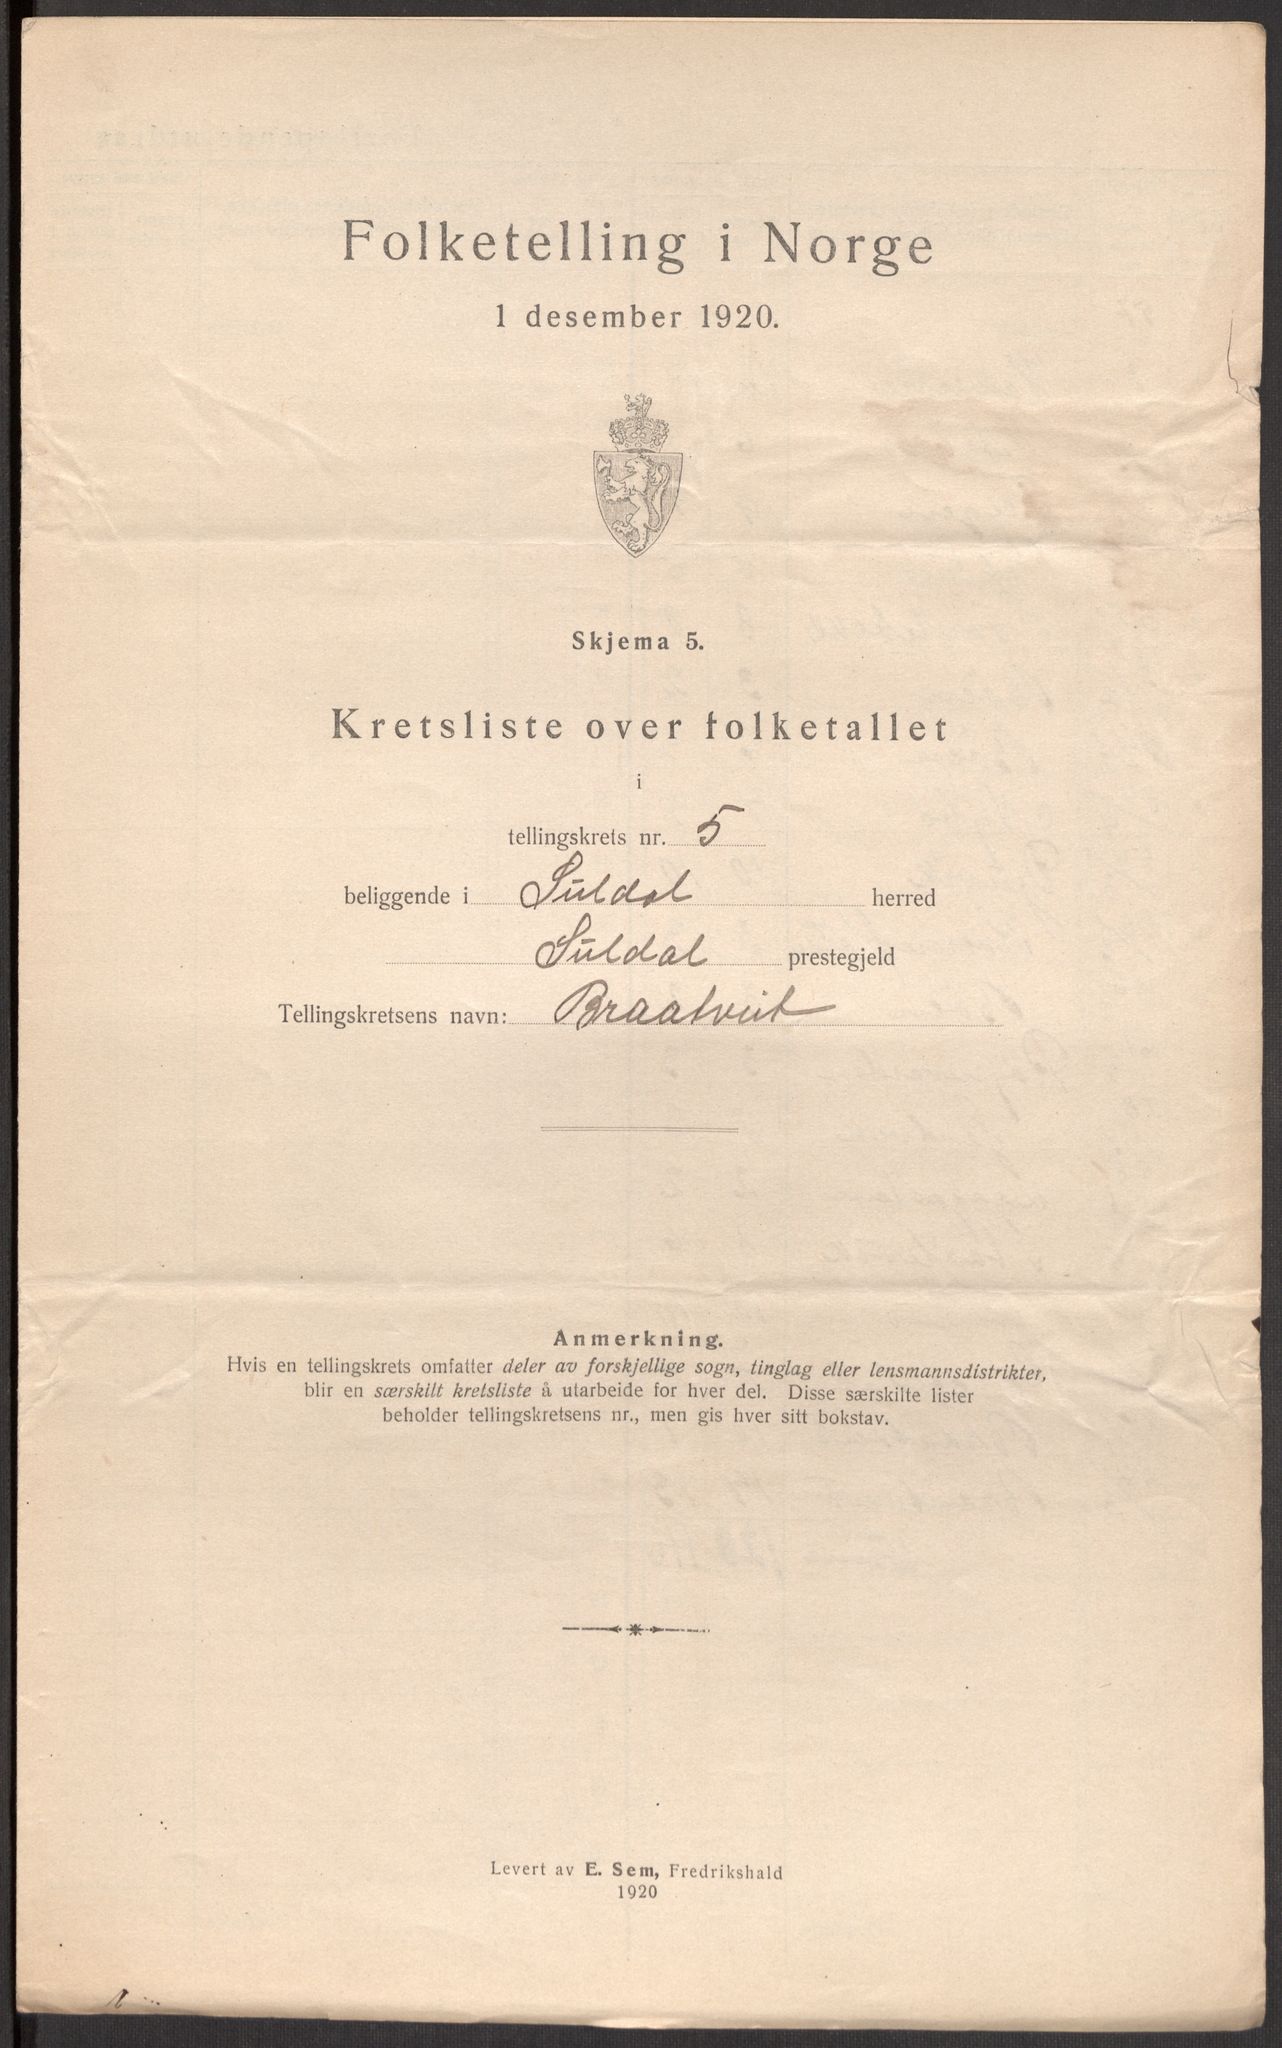 Folketelling i Norge
1 desember 1920.
Skjema 5.
Kretsliste over folketallet
i
tellingskrets nr. 5
beliggende i Suldal herred
Suldal prestegjeld
Tellingskretsens navn: Braatveit
Anmerkning.
Hvis en tellingskrets omfatter deler av forskjellige sogn, tinglag eller lensmannsdistrikter,
blir en særskilt kretsliste å utarbeide for hver del. Disse særskilte lister
beholder tellingskretsens nr., men gis hver sitt bokstav.
Levert av E. Sem, Fredrikshald
1920